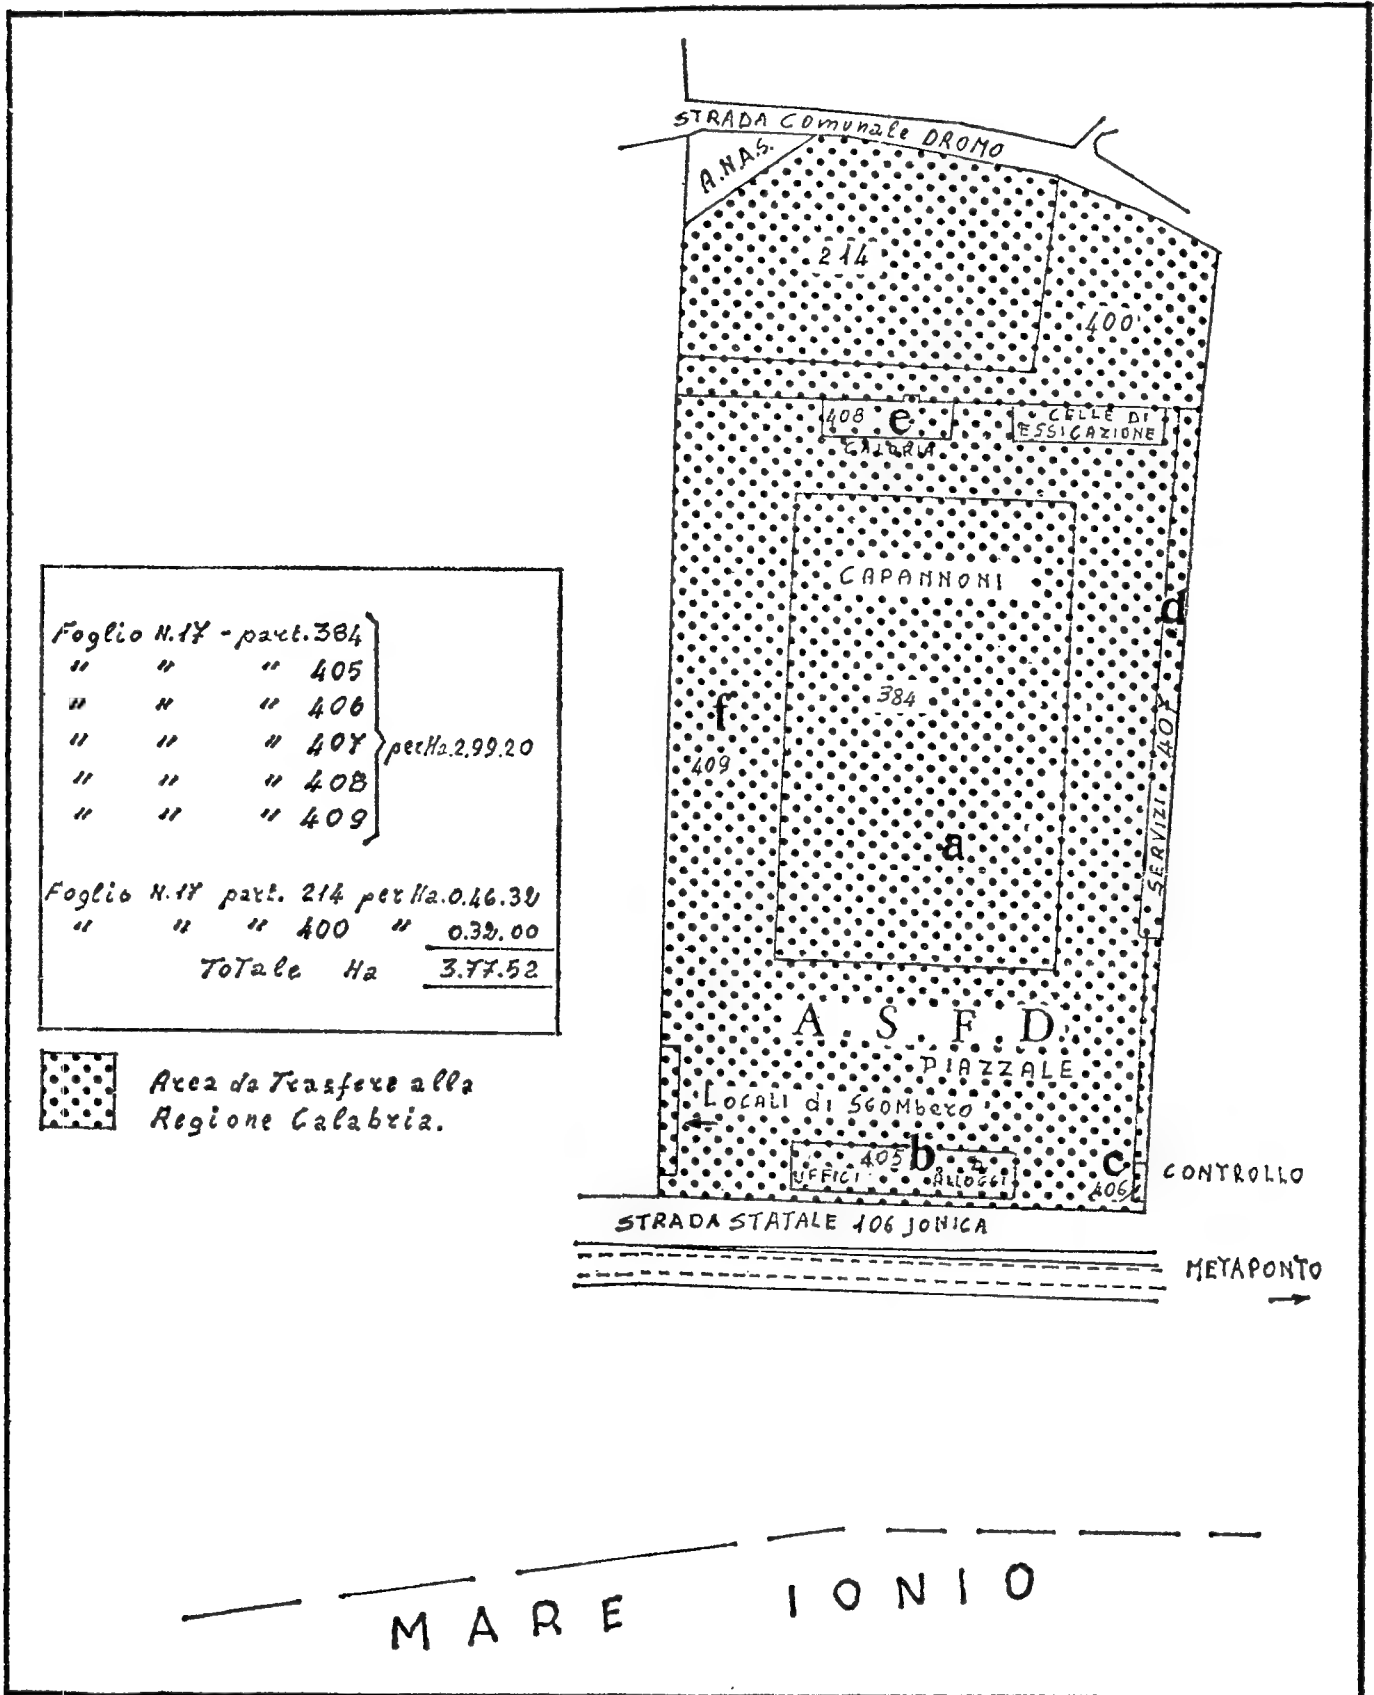 STRADA Comunale DROMO
A.N.A.S.
214
400
408 e
CALORIA
CELLE DI
ESSICAZIONE
CAPANNONI
d
384
f
409
SERVIZI 407
a
Foglio N.17 - part. 384
" " " 405
" " " 406
" " " 407 per Ha. 2.99.20
" " " 408
" " " 409
Foglio N.17 part. 214 per Ha. 0.46.32
" " " 400 " 0.32.00
ToTale Ha 3.77.52
Area da Trasfere alla
Regione Calabria.
A. S. F. D.
PIAZZALE
Locali di SGOMbero
405 b
UFFICI ALLOGGI
c
406
CONTROLLO
STRADA STATALE 106 JONICA
METAPONTO
MARE IONIO